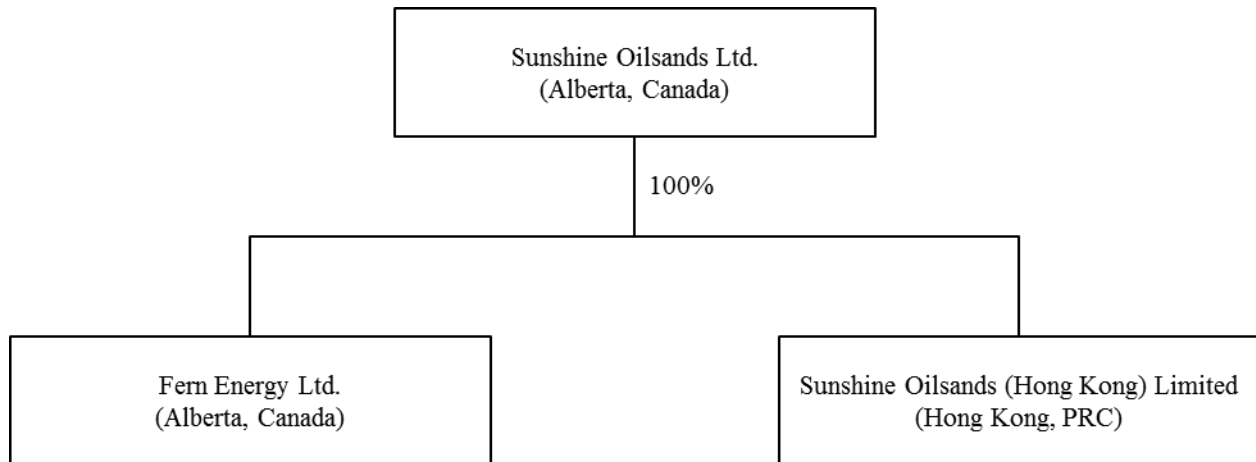 Sunshine Oilsands Ltd.
(Alberta, Canada)
100%
Fern Energy Ltd.
(Alberta, Canada)
Sunshine Oilsands (Hong Kong) Limited
(Hong Kong, PRC)